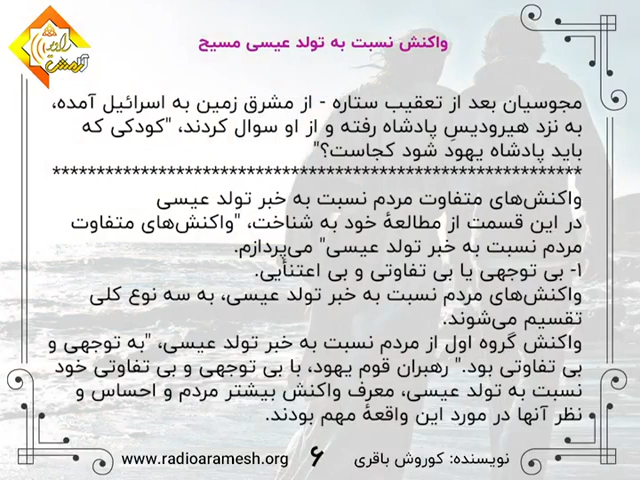 رادیو آرامش
واکنش نسبت به تولد عیسی مسیح
مجوسیان بعد از تعقیب ستاره - از مشرق زمین به اسرائیل آمده،
به نزد هیرودیسِ پادشاه رفته و از او سوال کردند، "کودکی که
باید پادشاه یهود شود کجاست؟"
************************************************************
واکنش‌های متفاوت مردم نسبت به خبر تولد عیسی
در این قسمت از مطالعهٔ خود به شناخت، "واکنش‌های متفاوت
مردم نسبت به خبر تولد عیسی" می‌پردازم.
۱- بی توجهی یا بی تفاوتی و بی اعتنأیی.
واکنش‌های مردم نسبت به خبر تولد عیسی، به سه نوع کلی
تقسیم می‌شوند.
واکنش گروه اول از مردم نسبت به خبر تولد عیسی، "به توجهی و
بی تفاوتی بود." رهبران قوم یهود، با بی توجهی و بی تفاوتی خود
نسبت به تولد عیسی، معرف واکنش بیشتر مردم و احساس و
نظر آنها در مورد این واقعهٔ مهم بودند.
نویسنده: کوروش باقری ۶ www.radioaramesh.org